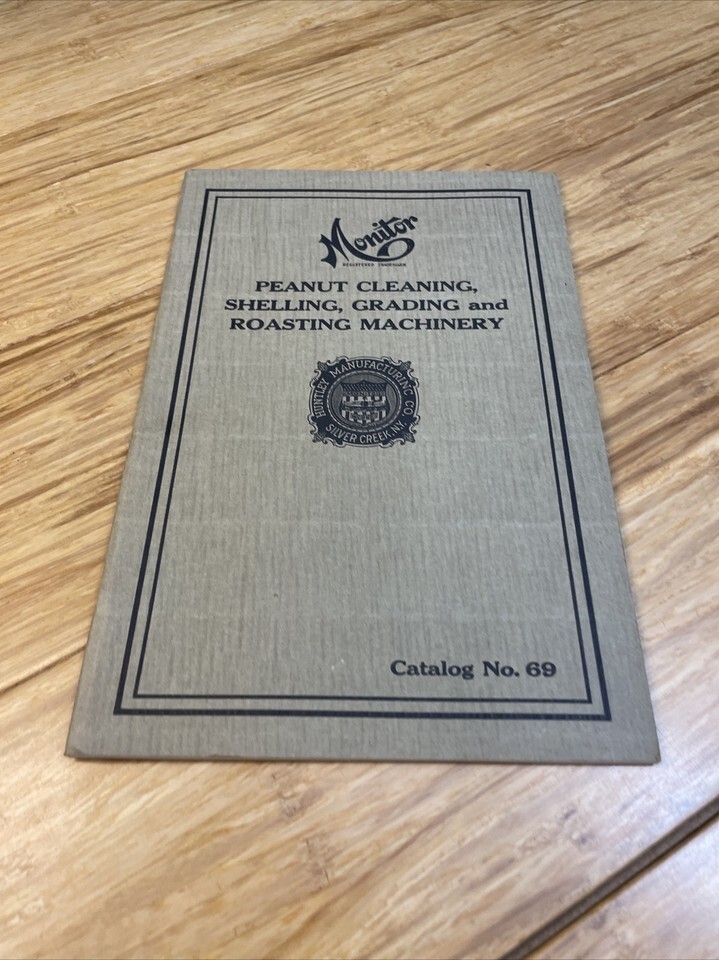 Monitor
REGISTERED TRADEMARK
PEANUT CLEANING,
SHELLING, GRADING and
ROASTING MACHINERY
HUNTLEY MANUFACTURING CO.
SILVER CREEK. N.Y.
Catalog No. 69